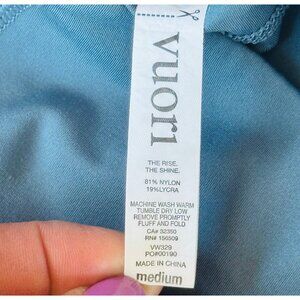 vuori
THE RISE.
THE SHINE.
81% NYLON
19%LYCRA
MACHINE WASH WARM
TUMBLE DRY LOW
REMOVE PROMPTLY
FLUFF AND FOLD
CA# 32350
RN# 156509
VW329
PO#00190
MADE IN CHINA
medium